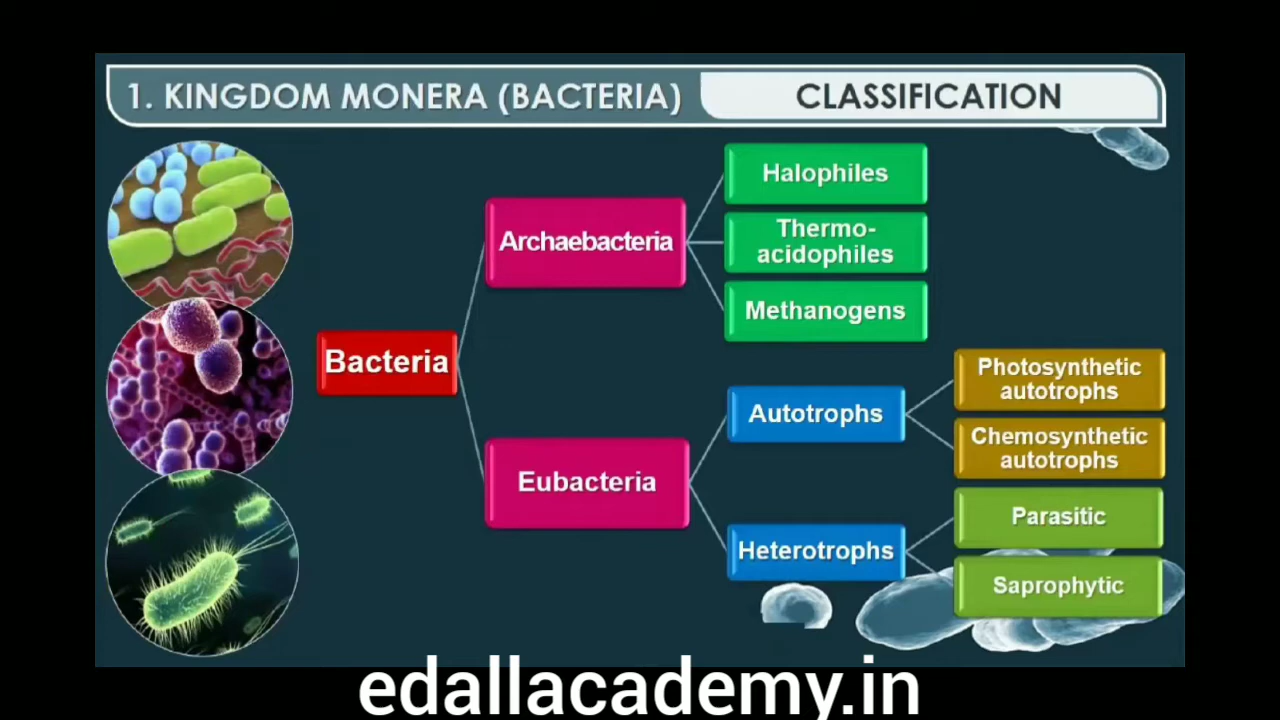 1. KINGDOM MONERA (BACTERIA)
CLASSIFICATION
Halophiles
Thermo-
acidophiles
Methanogens
Archaebacteria
Bacteria
Eubacteria
Autotrophs
Photosynthetic
autotrophs
Chemosynthetic
autotrophs
Heterotrophs
Parasitic
Saprophytic
edallacademy.in